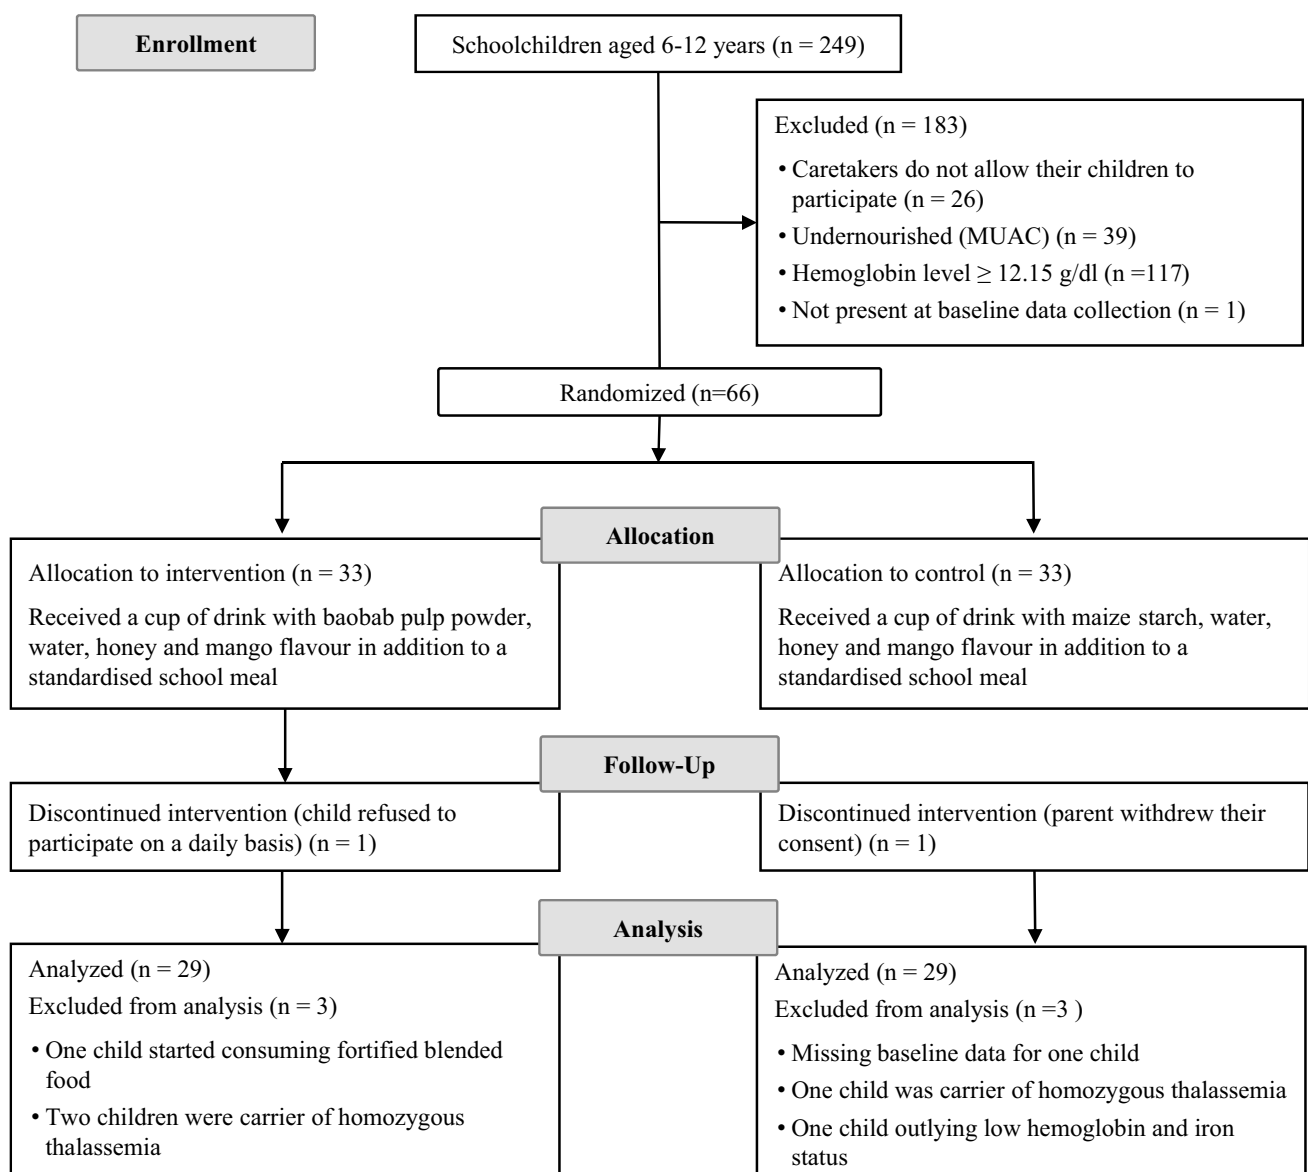 Enrollment
Schoolchildren aged 6-12 years (n = 249)
Excluded (n = 183)
• Caretakers do not allow their children to
participate (n = 26)
• Undernourished (MUAC) (n = 39)
• Hemoglobin level ≥ 12.15 g/dl (n =117)
• Not present at baseline data collection (n = 1)
Randomized (n=66)
Allocation
Allocation to intervention (n = 33)
Received a cup of drink with baobab pulp powder,
water, honey and mango flavour in addition to a
standardised school meal
Allocation to control (n = 33)
Received a cup of drink with maize starch, water,
honey and mango flavour in addition to a
standardised school meal
Follow-Up
Discontinued intervention (child refused to
participate on a daily basis) (n = 1)
Discontinued intervention (parent withdrew their
consent) (n = 1)
Analysis
Analyzed (n = 29)
Excluded from analysis (n = 3)
• One child started consuming fortified blended
food
• Two children were carrier of homozygous
thalassemia
Analyzed (n = 29)
Excluded from analysis (n =3 )
• Missing baseline data for one child
• One child was carrier of homozygous thalassemia
• One child outlying low hemoglobin and iron
status